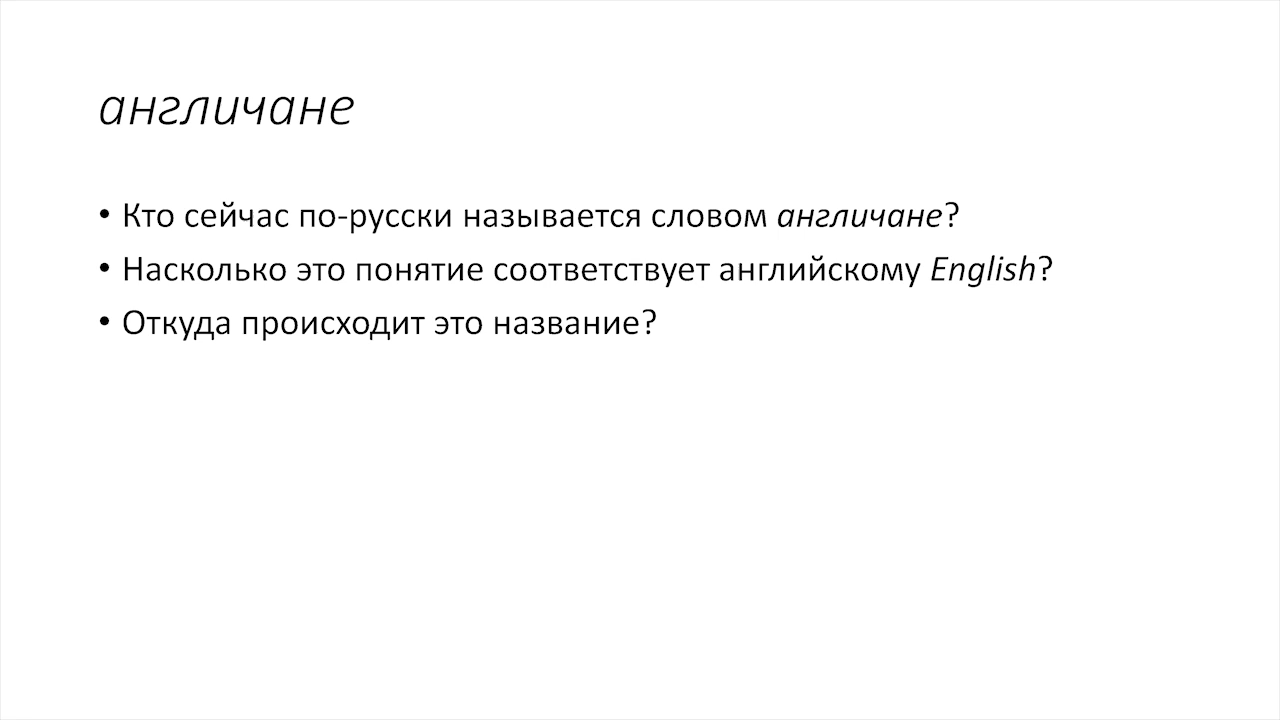 англичане
• Кто сейчас по-русски называется словом англичане?
• Насколько это понятие соответствует английскому English?
• Откуда происходит это название?